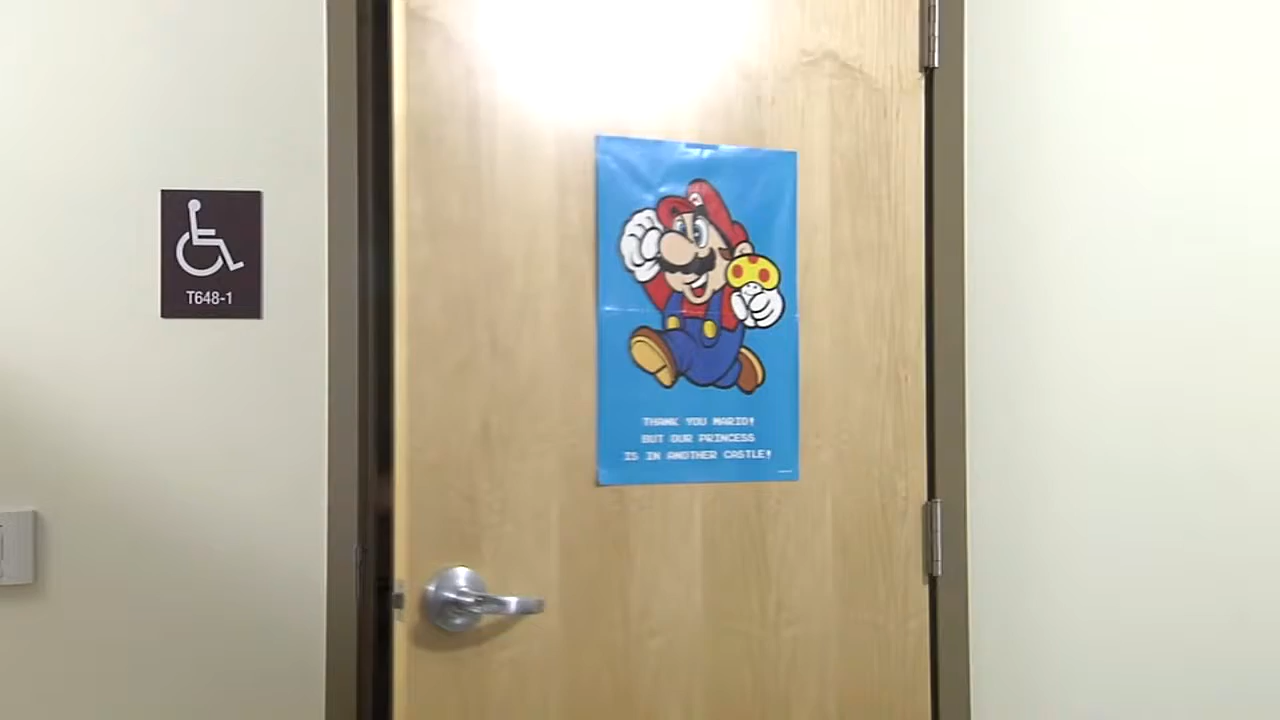 T648-1
THANK YOU MARIO!
BUT OUR PRINCESS
IS IN ANOTHER CASTLE!